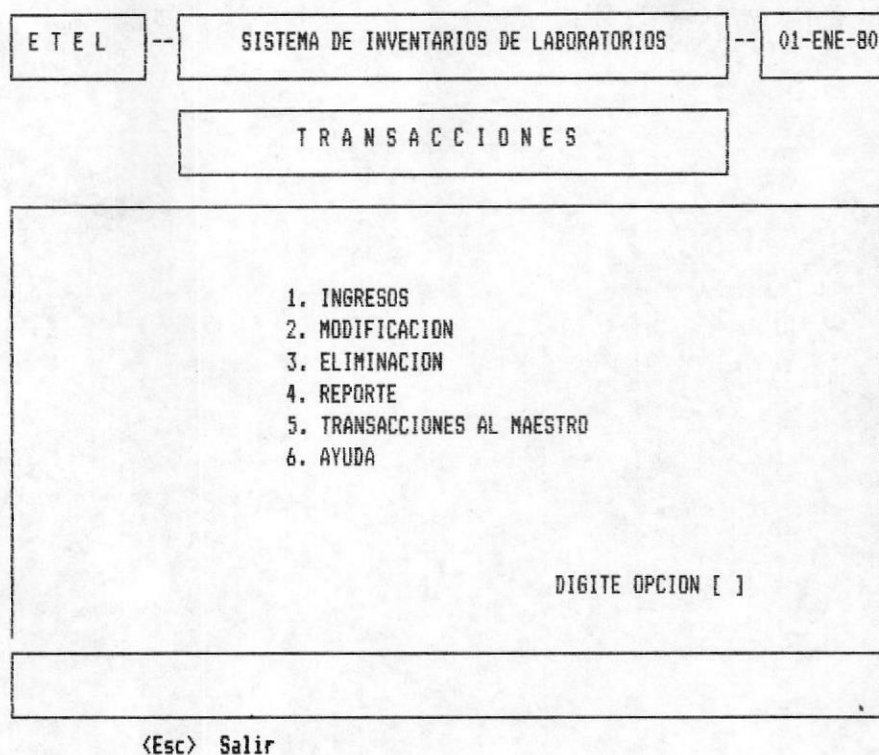 E T E L -- SISTEMA DE INVENTARIOS DE LABORATORIOS -- 01-ENE-80
T R A N S A C C I O N E S
1. INGRESOS
2. MODIFICACION
3. ELIMINACION
4. REPORTE
5. TRANSACCIONES AL MAESTRO
6. AYUDA
DIGITE OPCION [ ]
<Esc> Salir